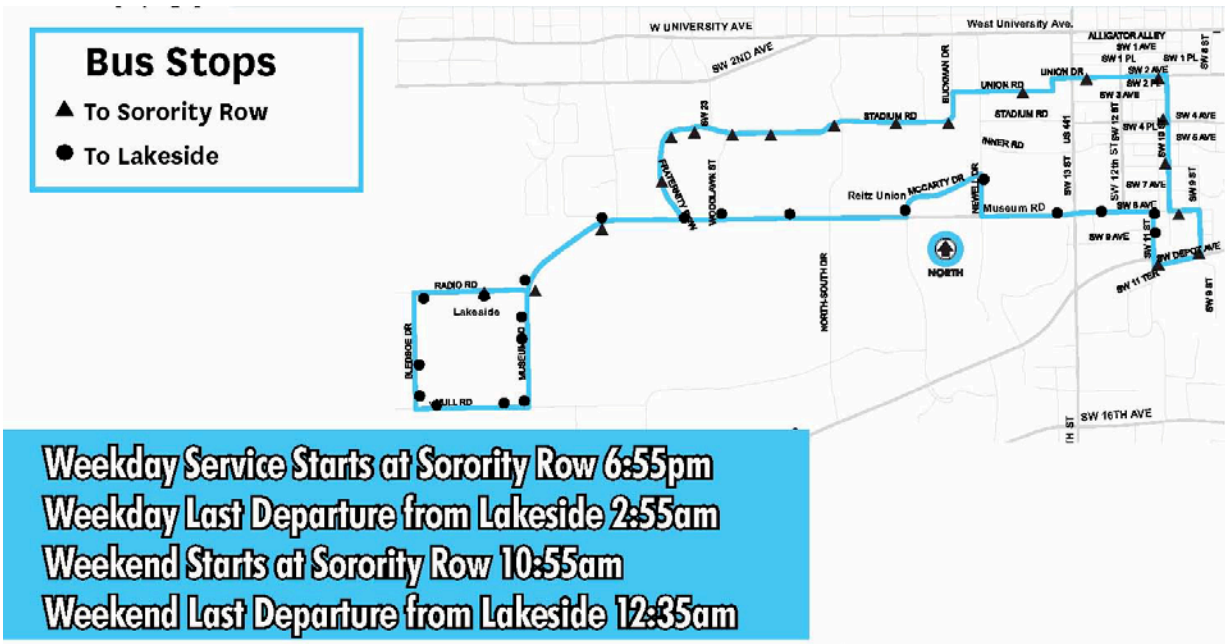 Bus Stops
To Sorority Row
To Lakeside
W UNIVERSITY AVE
West University Ave.
SW 2ND AVE
ALLIGATOR ALLEY
SW 1 AVE
SW 1 PL
SW 1 PL
SW 8 ST
BUCKMAN DR
UNION RD
UNION DR
SW 2 AVE
SW 2 PL
SW 3 AVE
SW 23
STADIUM RD
STADIUM RD
US 441
SW 12 ST
SW 4 AVE
SW 4 PL
SW 5 AVE
INNER RD
FRATERNITY ROW
WOODLAWN ST
Reitz Union
MCCARTY DR
NEWELL DR
SW 13 ST
SW 12th ST
SW 7 AVE
SW 9 ST
Museum RD
SW 9 AVE
SW 11 ST
SW DEPOT AVE
NORTH
SW 11 TER
SW 9 ST
NORTH-SOUTH DR
RADIO RD
Lakeside
BLEDSOE DR
MUSEUM RD
HULL RD
SW 16TH AVE
TH ST
Weekday Service Starts at Sorority Row 6:55pm
Weekday Last Departure from Lakeside 2:55am
Weekend Starts at Sorority Row 10:55am
Weekend Last Departure from Lakeside 12:35am